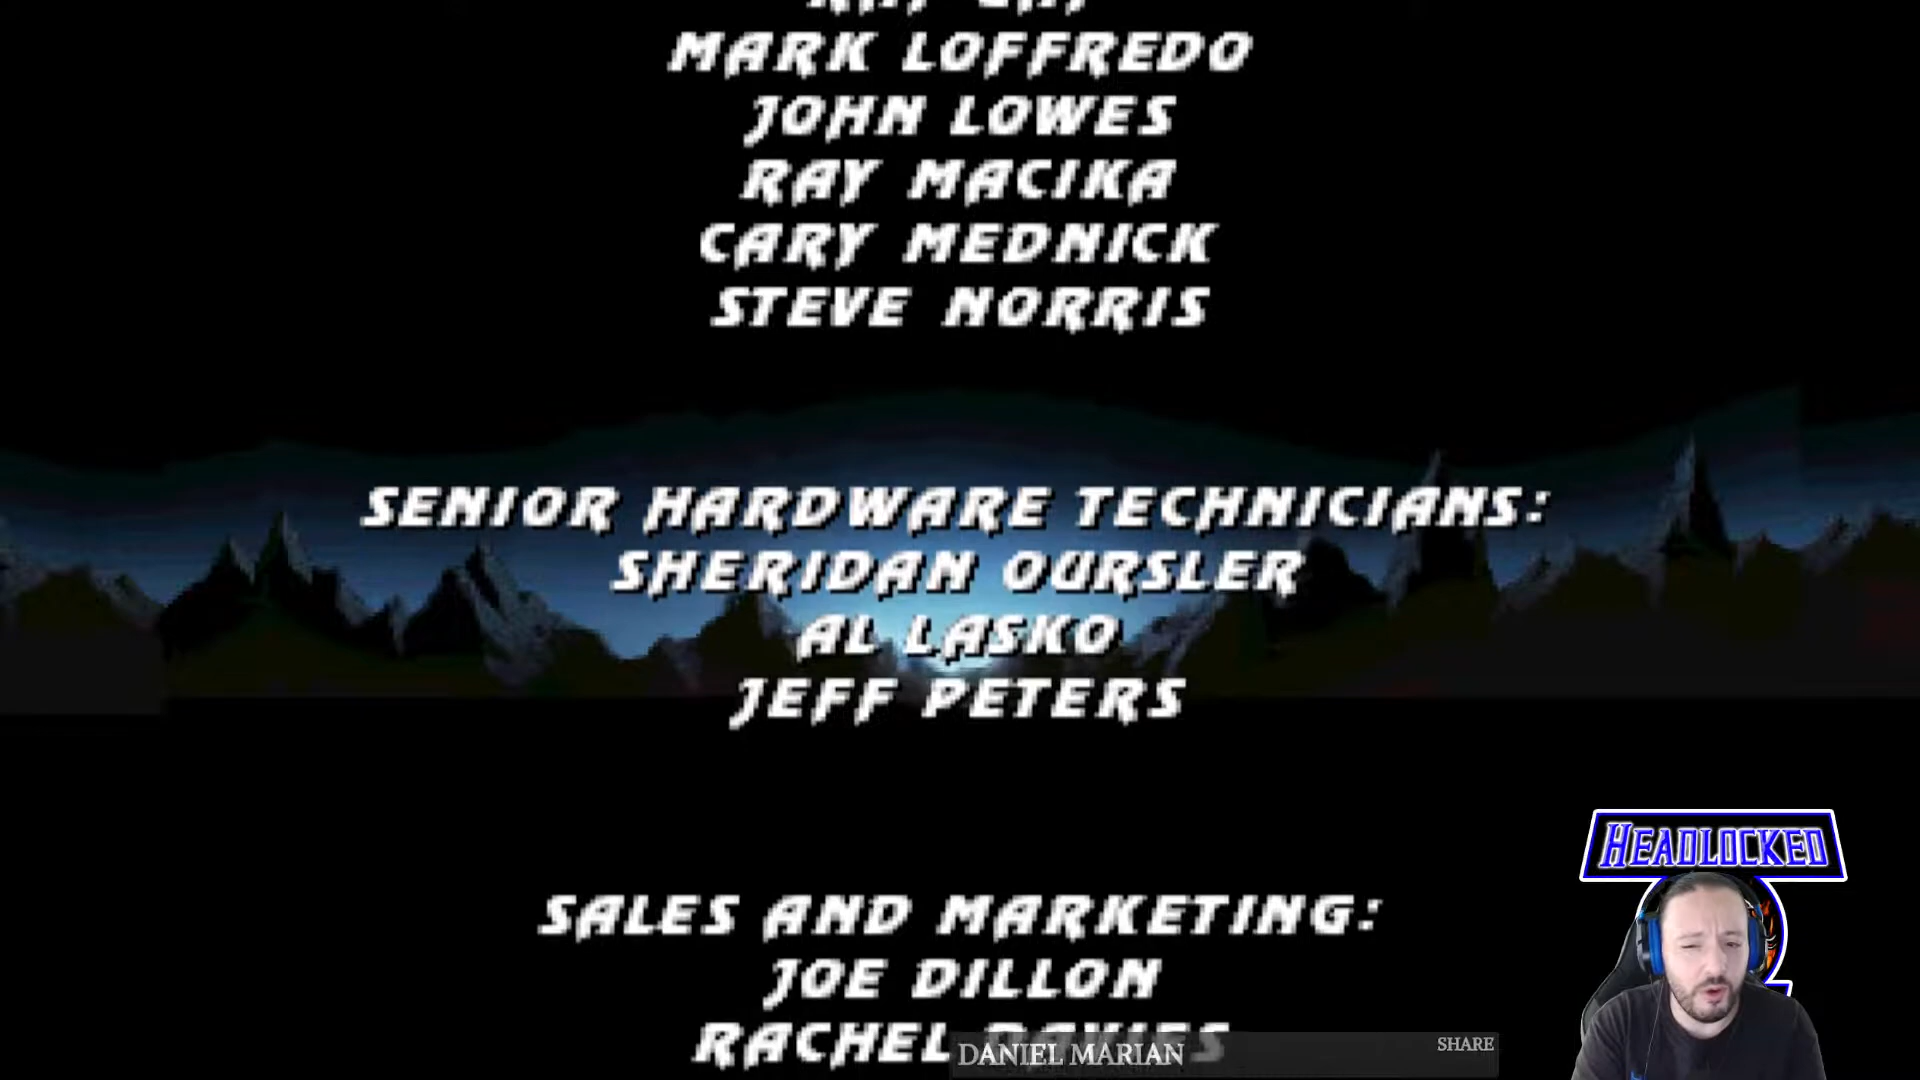 MARK LOFFREDO
JOHN LOWES
RAY MACIKA
CARY MEDNICK
STEVE NORRIS
SENIOR HARDWARE TECHNICIANS:
SHERIDAN OURSLER
AL LASKO
JEFF PETERS
SALES AND MARKETING:
JOE DILLON
RACHEL
DANIEL MARIAN
SHARE
HEADLOCKED